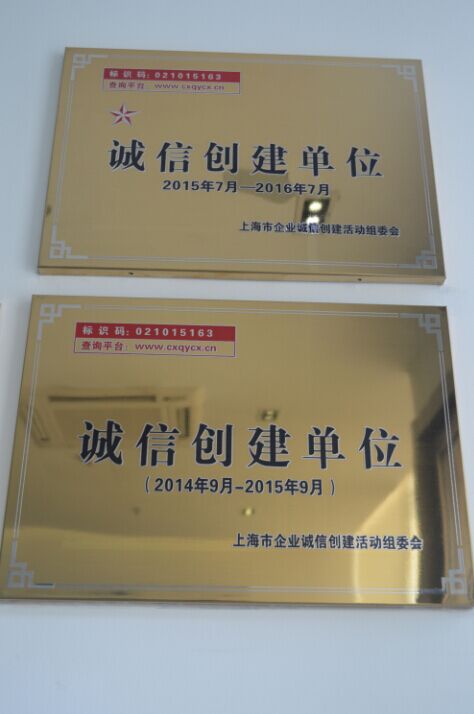 标识码：021015163
查询平台：www.cxqycx.cn
诚信创建单位
2015年7月—2016年7月
上海市企业诚信创建活动组委会
标识码：021015163
查询平台：www.cxqycx.cn
诚信创建单位
（2014年9月-2015年9月）
上海市企业诚信创建活动组委会